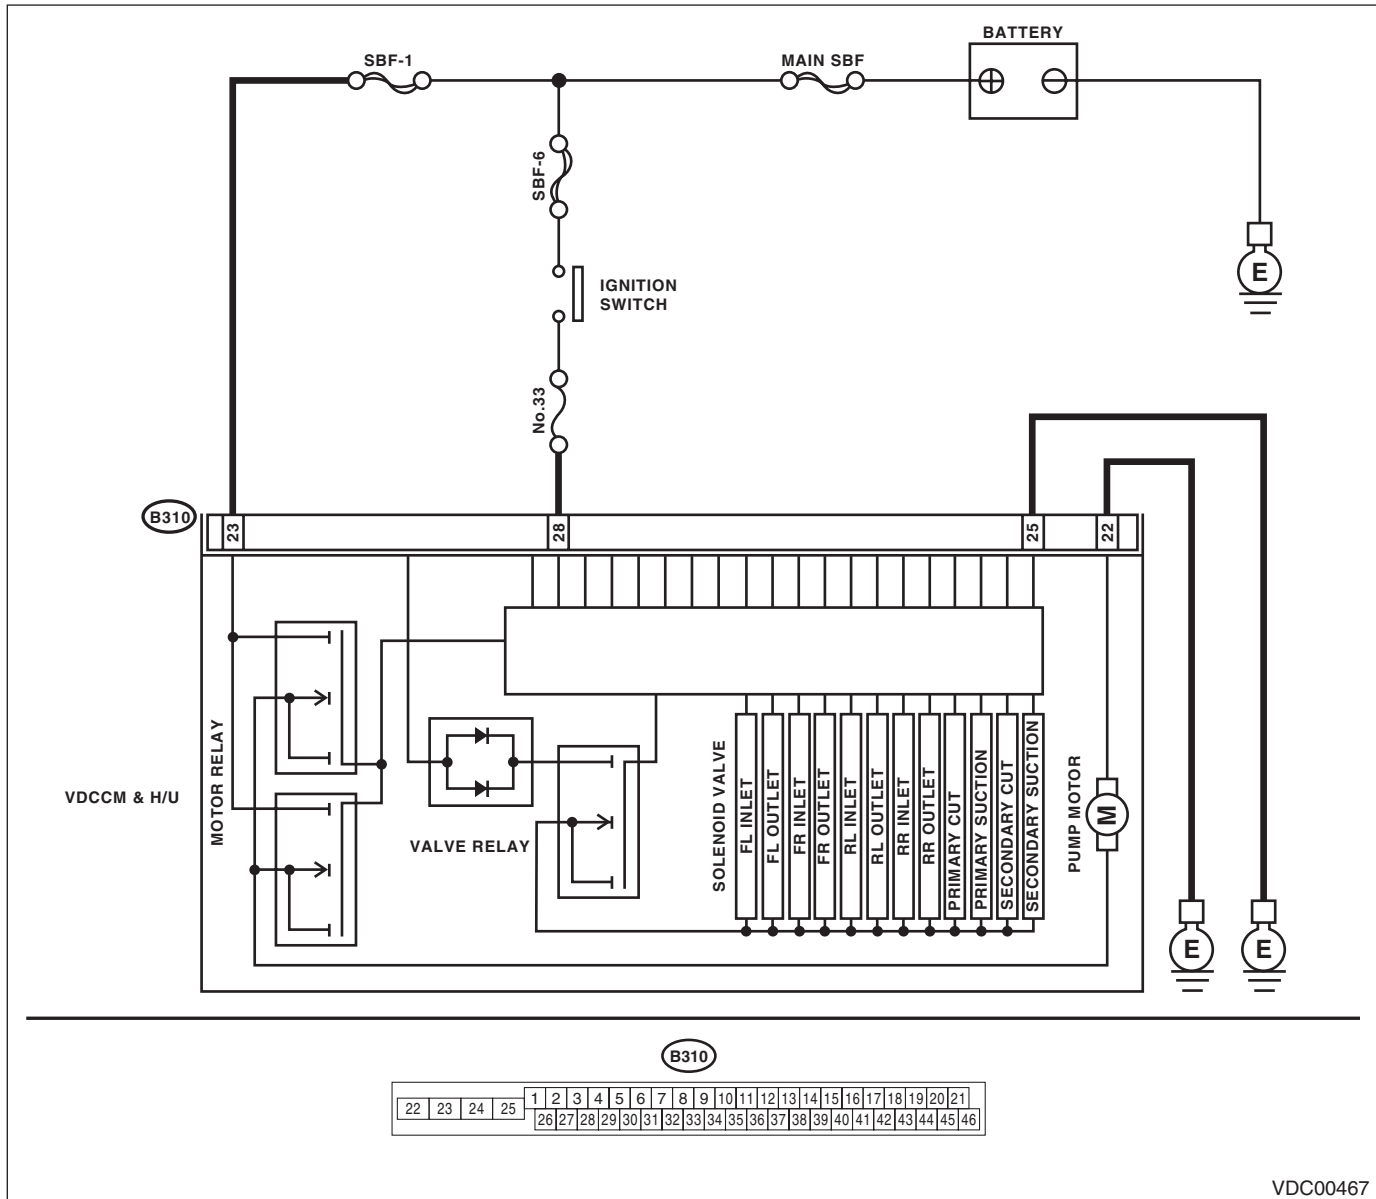 BATTERY
SBF-1
MAIN SBF
SBF-6
IGNITION
SWITCH
No.33
B310
23
28
25
22
E
VDCCM & H/U
MOTOR RELAY
VALVE RELAY
SOLENOID VALVE
FL INLET
FL OUTLET
FR INLET
FR OUTLET
RL INLET
RL OUTLET
RR INLET
RR OUTLET
PRIMARY CUT
PRIMARY SUCTION
SECONDARY CUT
SECONDARY SUCTION
PUMP MOTOR
M
E
E
B310
22 23 24 25
1 2 3 4 5 6 7 8 9 10 11 12 13 14 15 16 17 18 19 20 21
26 27 28 29 30 31 32 33 34 35 36 37 38 39 40 41 42 43 44 45 46
VDC00467